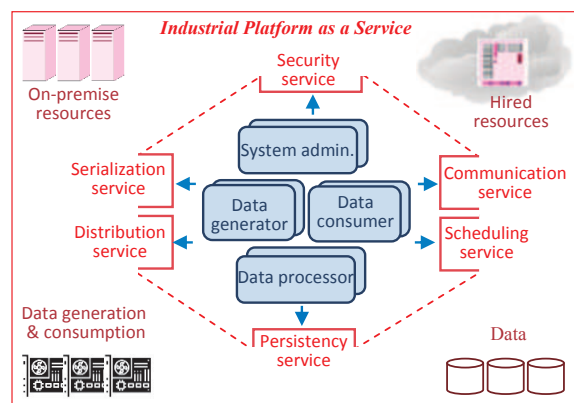 Industrial Platform as a Service
Security
service
On-premise
resources
Hired
resources
System admin.
Serialization
service
Communication
service
Data
generator
Data
consumer
Distribution
service
Scheduling
service
Data processor
Data generation
& consumption
Persistency
service
Data